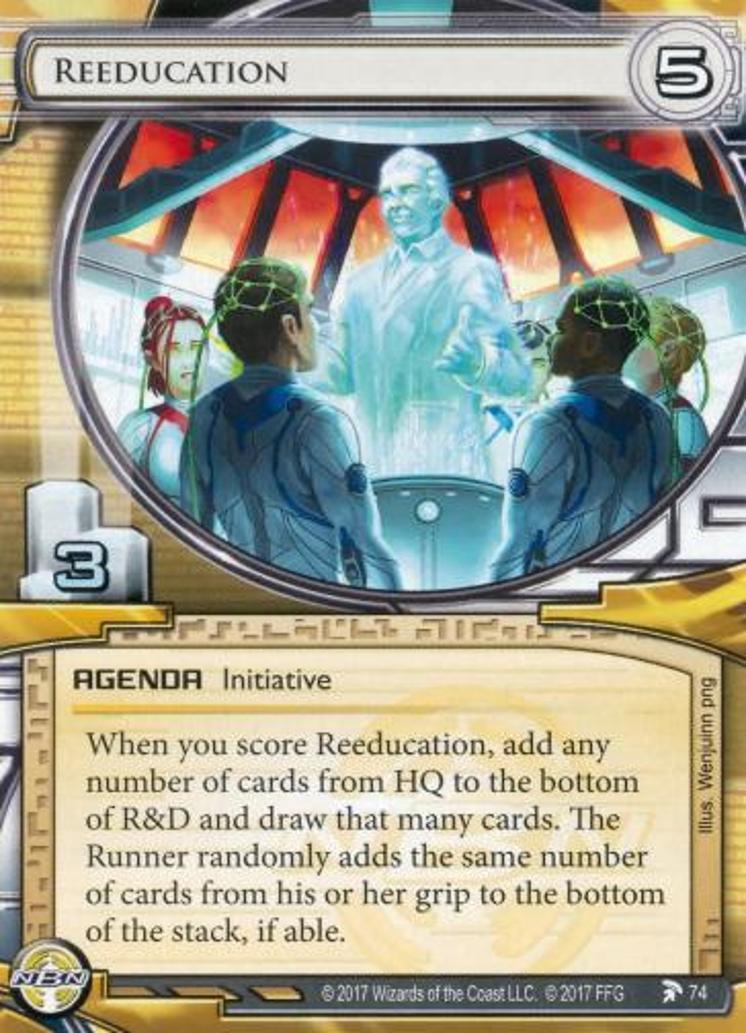 REEDUCATION
5
3
AGENDA Initiative
When you score Reeducation, add any
number of cards from HQ to the bottom
of R&D and draw that many cards. The
Runner randomly adds the same number
of cards from his or her grip to the bottom
of the stack, if able.
Illus. Wenjuinn png
NBN
© 2017 Wizards of the Coast LLC. © 2017 FFG
74